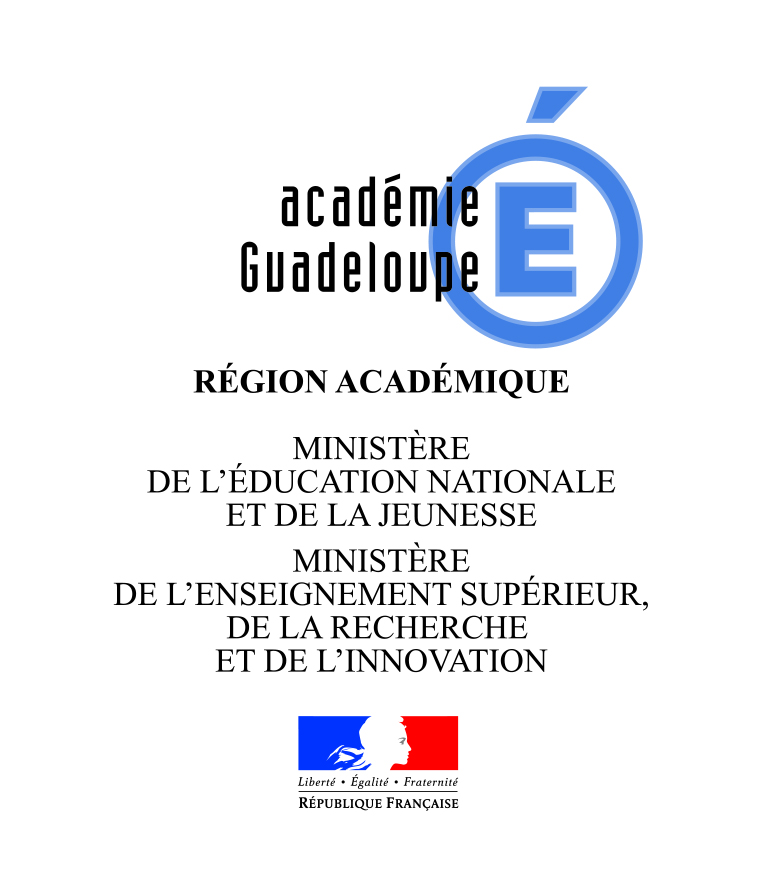 académie
Guadeloupe
É
RÉGION ACADÉMIQUE
MINISTÈRE
DE L’ÉDUCATION NATIONALE
ET DE LA JEUNESSE
MINISTÈRE
DE L’ENSEIGNEMENT SUPÉRIEUR,
DE LA RECHERCHE
ET DE L’INNOVATION
Liberté • Égalité • Fraternité
RÉPUBLIQUE FRANÇAISE